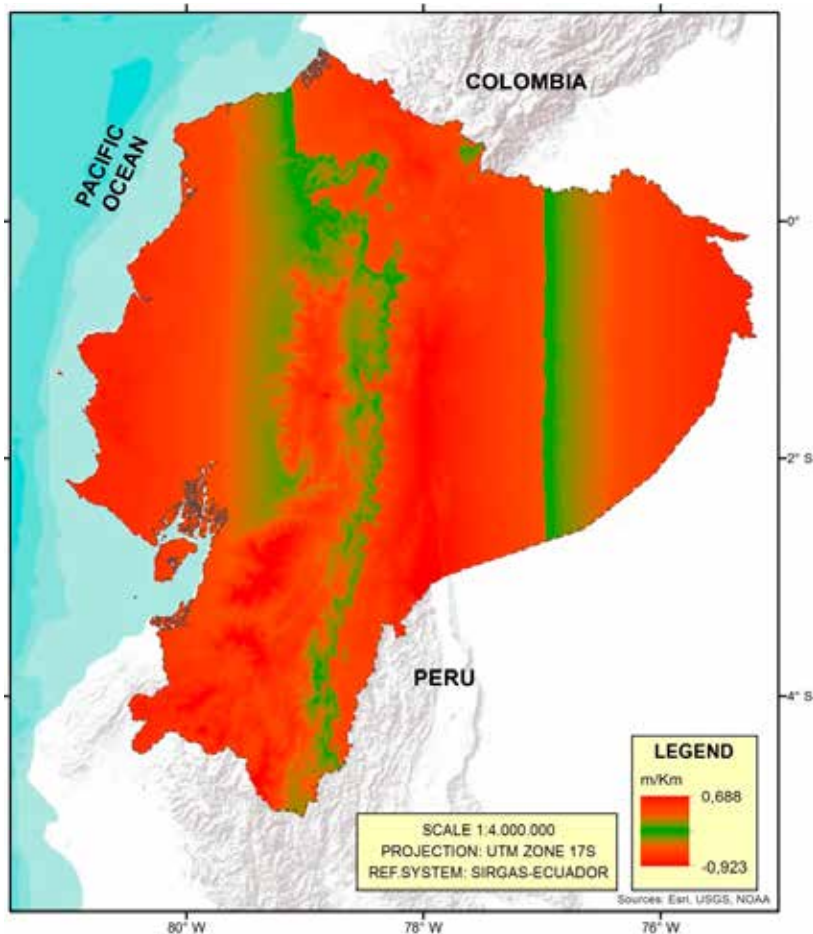 COLOMBIA
PACIFIC
OCEAN
0°
2° S
PERU
4° S
LEGEND
m/Km
0,688
-0,923
SCALE 1:4.000.000
PROJECTION: UTM ZONE 17S
REF.SYSTEM: SIRGAS-ECUADOR
Sources: Esri, USGS, NOAA
80° W
78° W
76° W